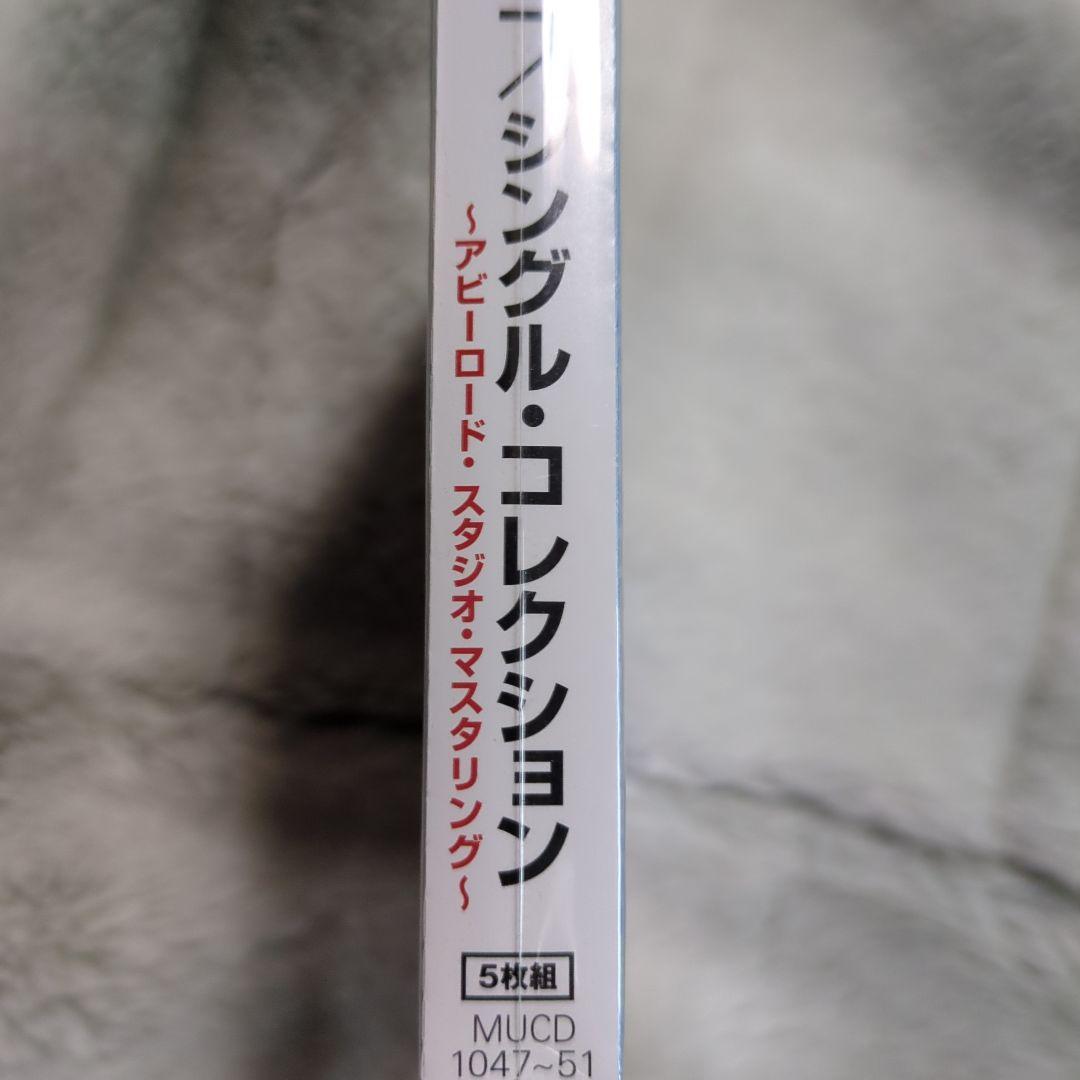 ／シングル・コレクション
～アビーロード・スタジオ・マスタリング～
5枚組
MUCD
1047~51